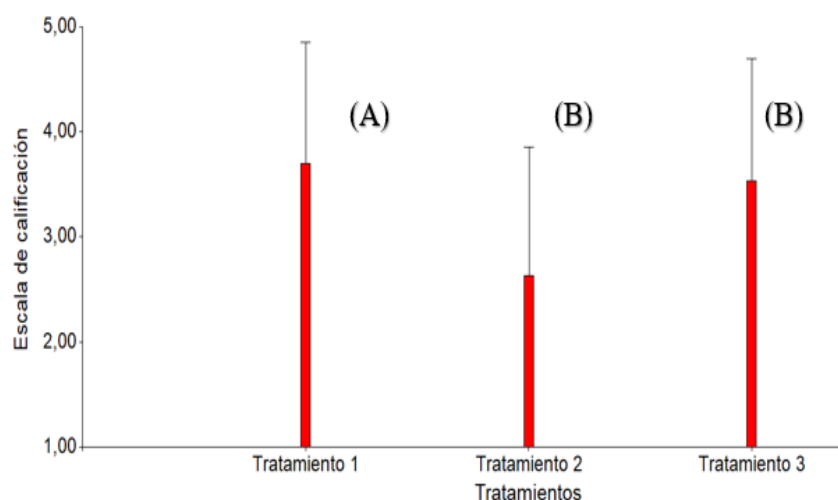 Escala de calificación
5,00
4,00
3,00
2,00
1,00
(A)
(B)
(B)
Tratamiento 1
Tratamiento 2
Tratamiento 3
Tratamientos